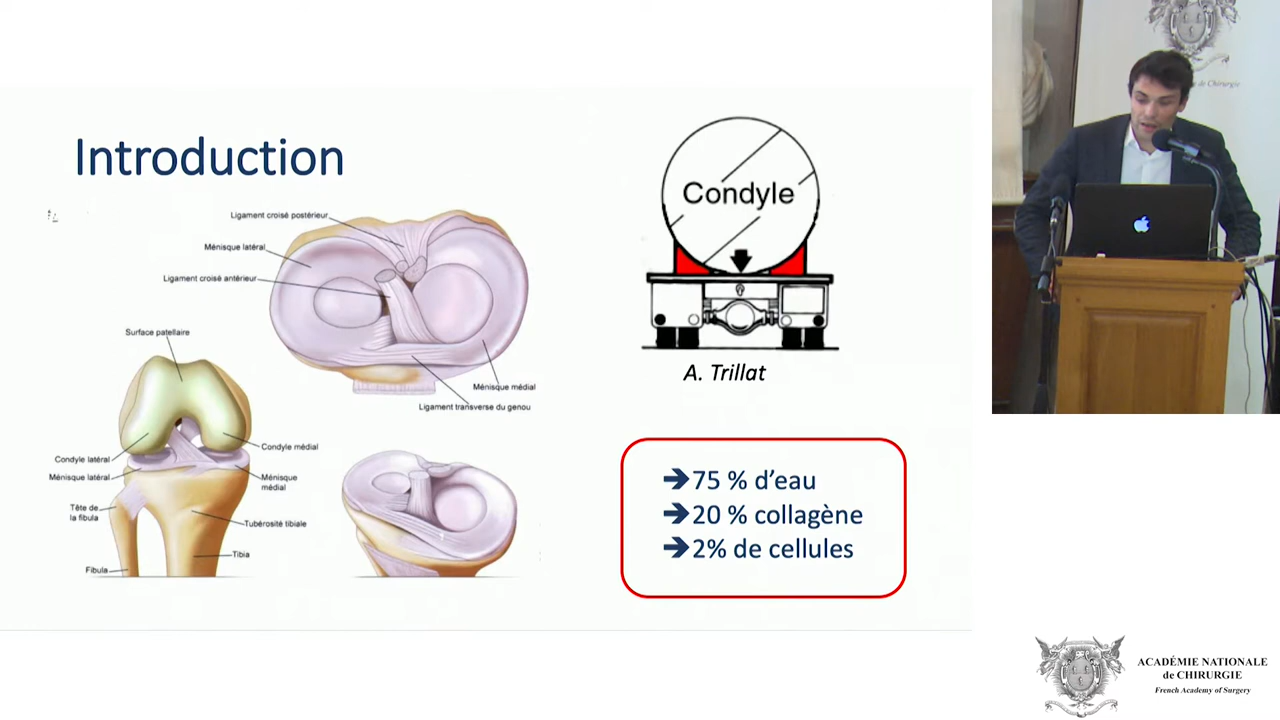 Introduction
Ligament croisé postérieur
Ménisque latéral
Ligament croisé antérieur
Surface patellaire
Ménisque médial
Ligament transverse du genou
Condyle latéral
Condyle médial
Ménisque latéral
Ménisque
médial
Tête de
la fibula
Tubérosité tibiale
Tibia
Fibula
Condyle
A. Trillat
➔75 % d’eau
➔20 % collagène
➔2% de cellules
de Chirurgie
ACADÉMIE NATIONALE
de CHIRURGIE
French Academy of Surgery